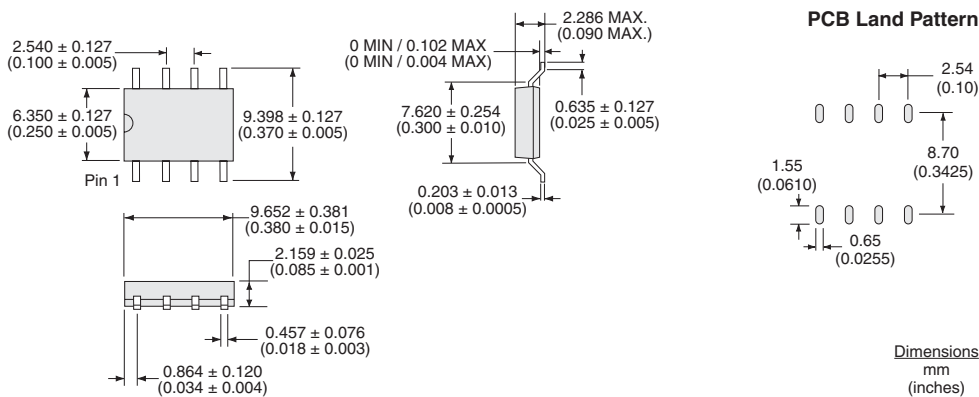 2.540 ± 0.127
(0.100 ± 0.005)
6.350 ± 0.127
(0.250 ± 0.005)
9.398 ± 0.127
(0.370 ± 0.005)
Pin 1
9.652 ± 0.381
(0.380 ± 0.015)
2.159 ± 0.025
(0.085 ± 0.001)
0.457 ± 0.076
(0.018 ± 0.003)
0.864 ± 0.120
(0.034 ± 0.004)
2.286 MAX.
(0.090 MAX.)
0 MIN / 0.102 MAX
(0 MIN / 0.004 MAX)
7.620 ± 0.254
(0.300 ± 0.010)
0.635 ± 0.127
(0.025 ± 0.005)
0.203 ± 0.013
(0.008 ± 0.0005)
PCB Land Pattern
2.54
(0.10)
8.70
(0.3425)
1.55
(0.0610)
0.65
(0.0255)
Dimensions
mm
(inches)